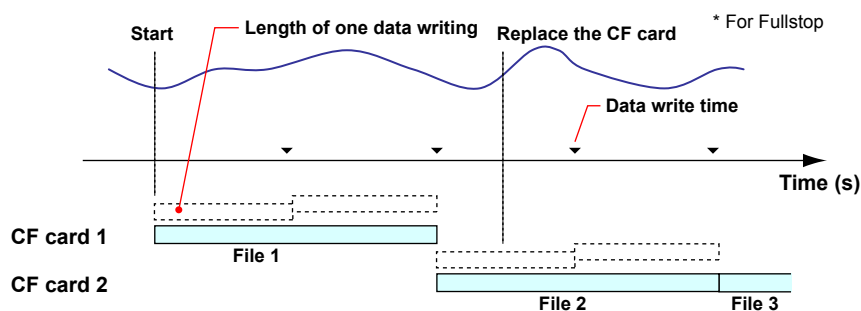 Start
Length of one data writing
Replace the CF card
* For Fullstop
Data write time
Time (s)
CF card 1
File 1
CF card 2
File 2
File 3